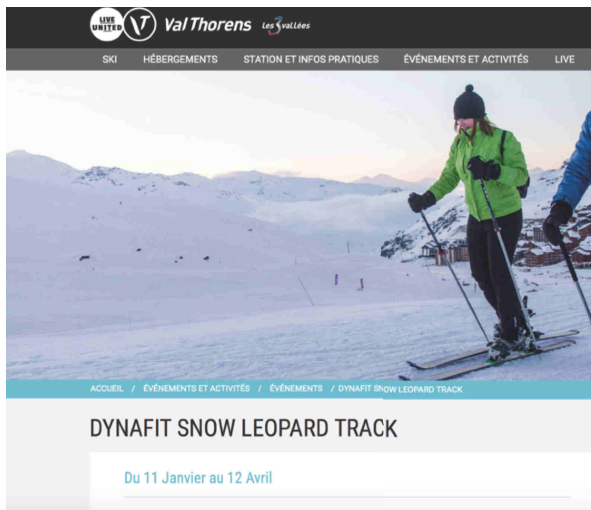 LIVE UNITED
Val Thorens les 3 vallées
SKI HÉBERGEMENTS STATION ET INFOS PRATIQUES ÉVÉNEMENTS ET ACTIVITÉS LIVE
ACCUEIL / ÉVÉNEMENTS ET ACTIVITÉS / ÉVÉNEMENTS / DYNAFIT SNOW LEOPARD TRACK
DYNAFIT SNOW LEOPARD TRACK
Du 11 Janvier au 12 Avril